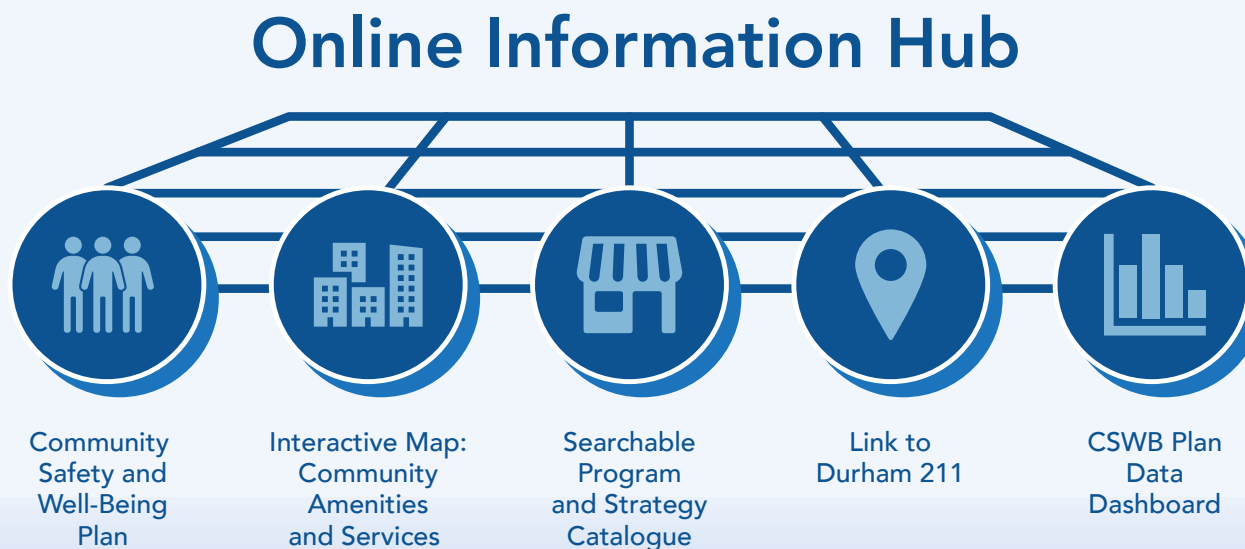 Online Information Hub
Community
Safety and
Well-Being
Plan
Interactive Map:
Community
Amenities
and Services
Searchable
Program
and Strategy
Catalogue
Link to
Durham 211
CSWB Plan
Data
Dashboard